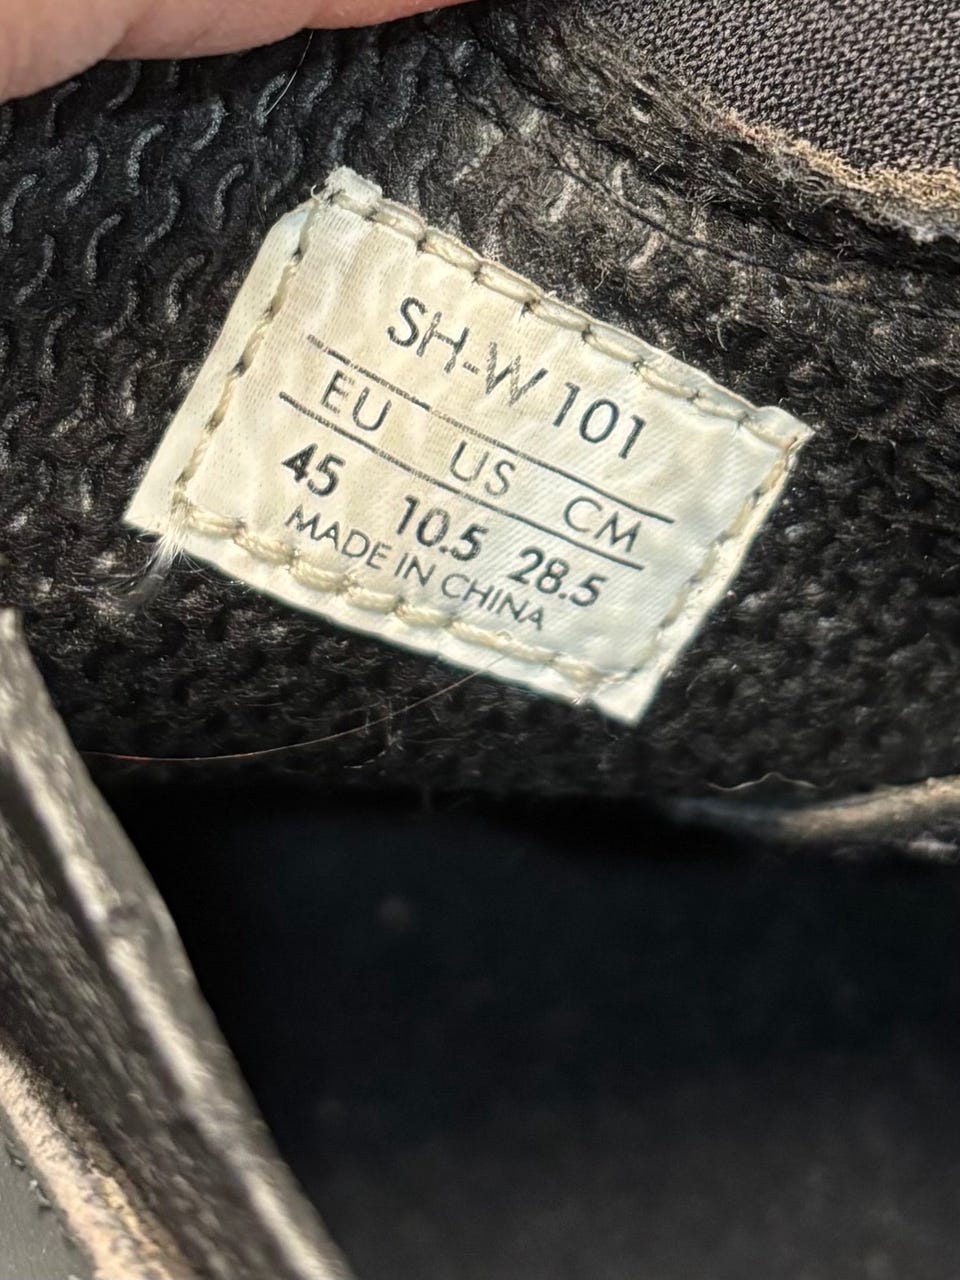 SH-W 101
EU US CM
45 10.5 28.5
MADE IN CHINA